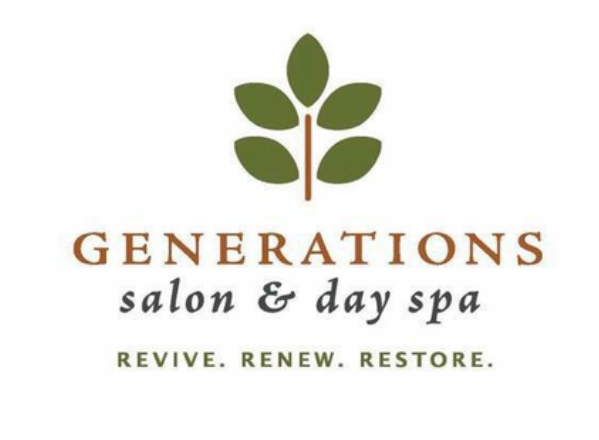 GENERATIONS
salon & day spa
REVIVE. RENEW. RESTORE.